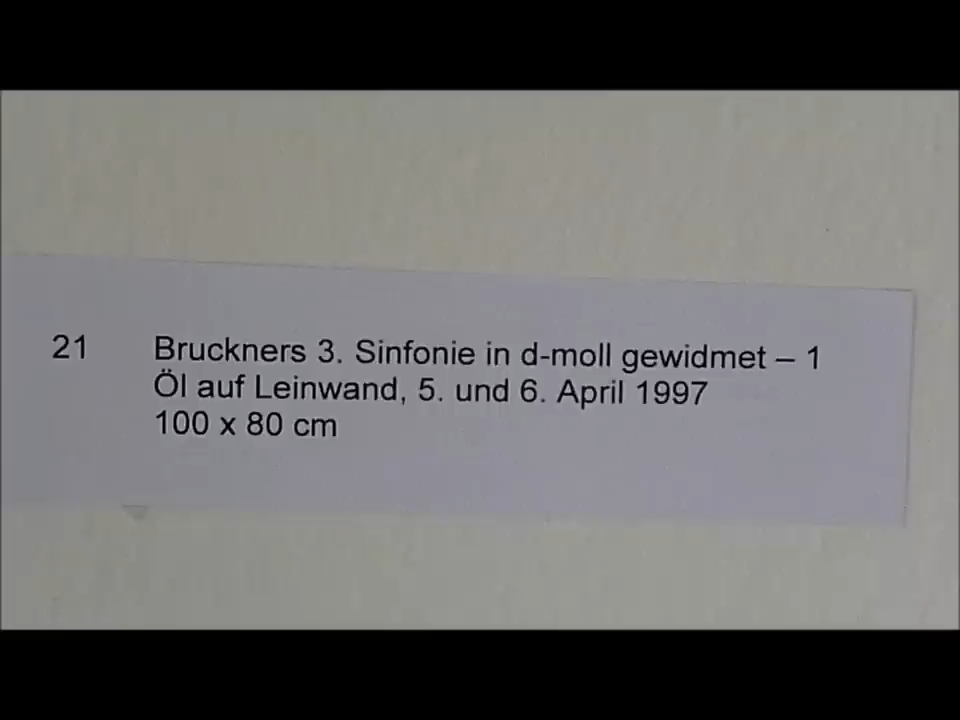 21 Bruckners 3. Sinfonie in d-moll gewidmet – 1
Öl auf Leinwand, 5. und 6. April 1997
100 x 80 cm